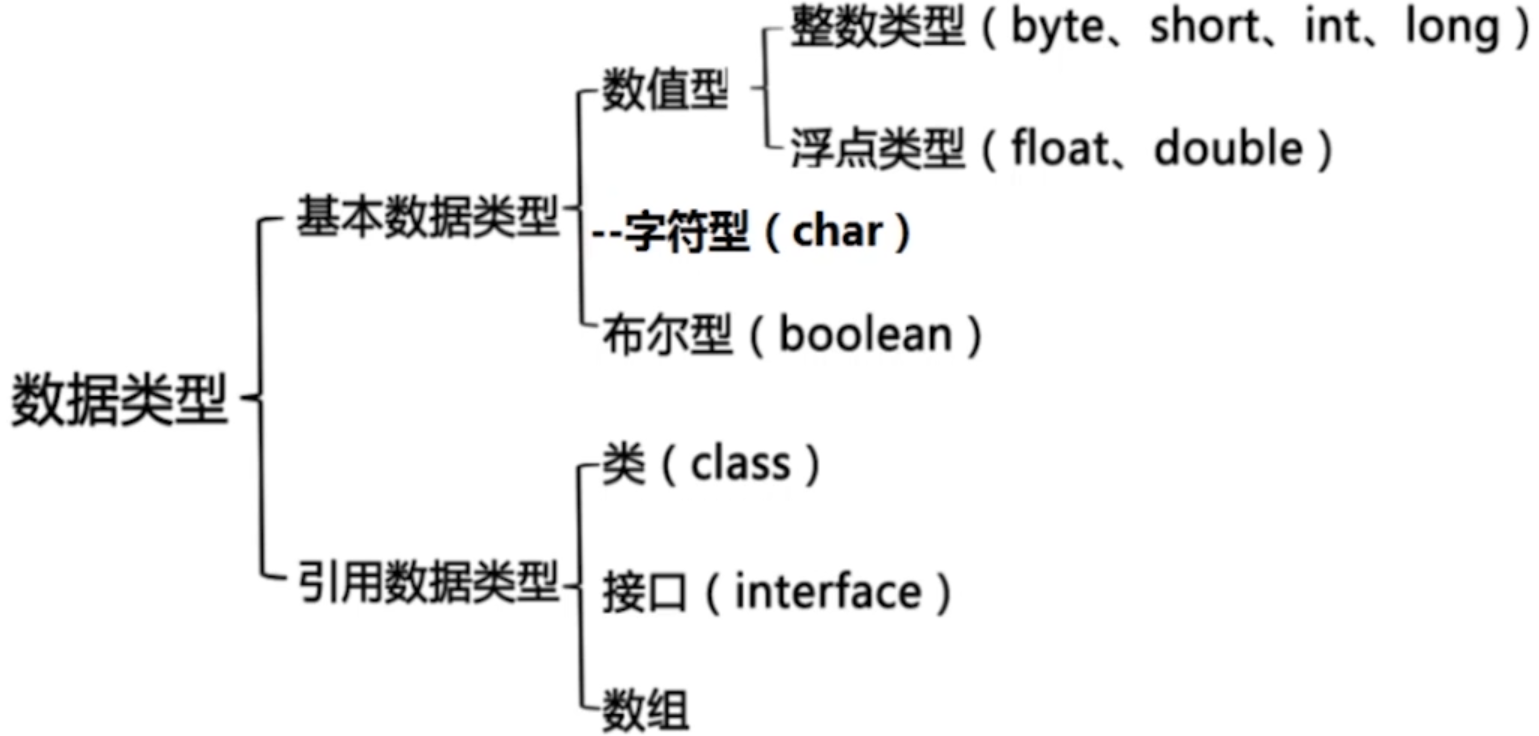 整数类型（byte、short、int、long）
数值型
浮点类型（float、double）
基本数据类型
--字符型（char）
布尔型（boolean）
数据类型
类（class）
引用数据类型
接口（interface）
数组